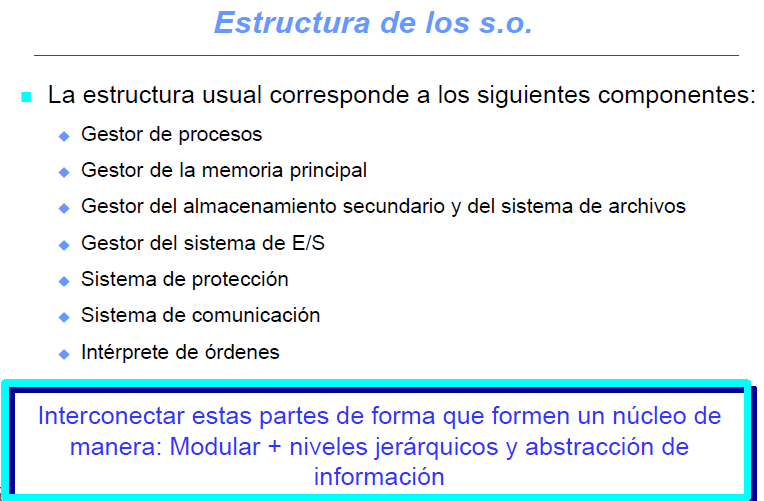 Estructura de los s.o.
La estructura usual corresponde a los siguientes componentes:
Gestor de procesos
Gestor de la memoria principal
Gestor del almacenamiento secundario y del sistema de archivos
Gestor del sistema de E/S
Sistema de protección
Sistema de comunicación
Intérprete de órdenes
Interconectar estas partes de forma que formen un núcleo de
manera: Modular + niveles jerárquicos y abstracción de
información